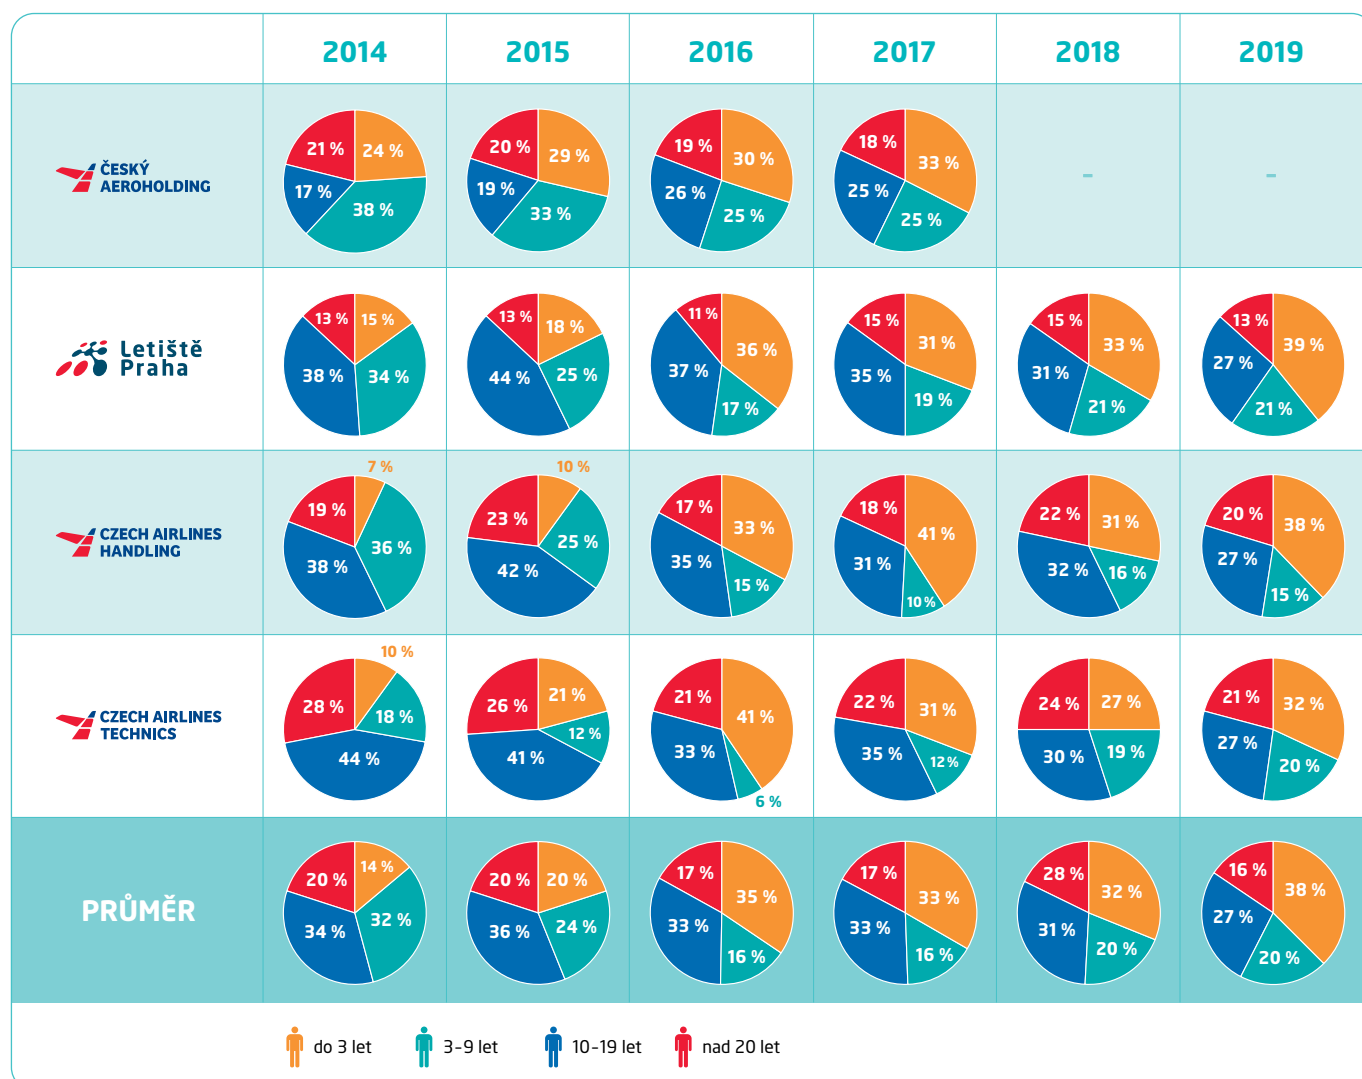 2014 2015 2016 2017 2018 2019
ČESKÝ
AEROHOLDING
21 % 24 % 17 % 38 %
20 % 29 % 19 % 33 %
19 % 30 % 26 % 25 %
18 % 33 % 25 % 25 %
-
-
Letiště
Praha
13 % 15 % 38 % 34 %
13 % 18 % 44 % 25 %
11 % 36 % 37 % 17 %
15 % 31 % 35 % 19 %
15 % 33 % 31 % 21 %
13 % 39 % 27 % 21 %
CZECH AIRLINES
HANDLING
7 % 19 % 36 % 38 %
10 % 23 % 25 % 42 %
17 % 33 % 35 % 15 %
18 % 41 % 31 % 10 %
22 % 31 % 32 % 16 %
20 % 38 % 27 % 15 %
CZECH AIRLINES
TECHNICS
10 % 28 % 18 % 44 %
26 % 21 % 12 % 41 %
21 % 41 % 33 % 6 %
22 % 31 % 35 % 12 %
24 % 27 % 30 % 19 %
21 % 32 % 27 % 20 %
PRŮMĚR
20 % 14 % 34 % 32 %
20 % 20 % 36 % 24 %
17 % 35 % 33 % 16 %
17 % 33 % 33 % 16 %
28 % 32 % 31 % 20 %
16 % 38 % 27 % 20 %
do 3 let 3-9 let 10-19 let nad 20 let